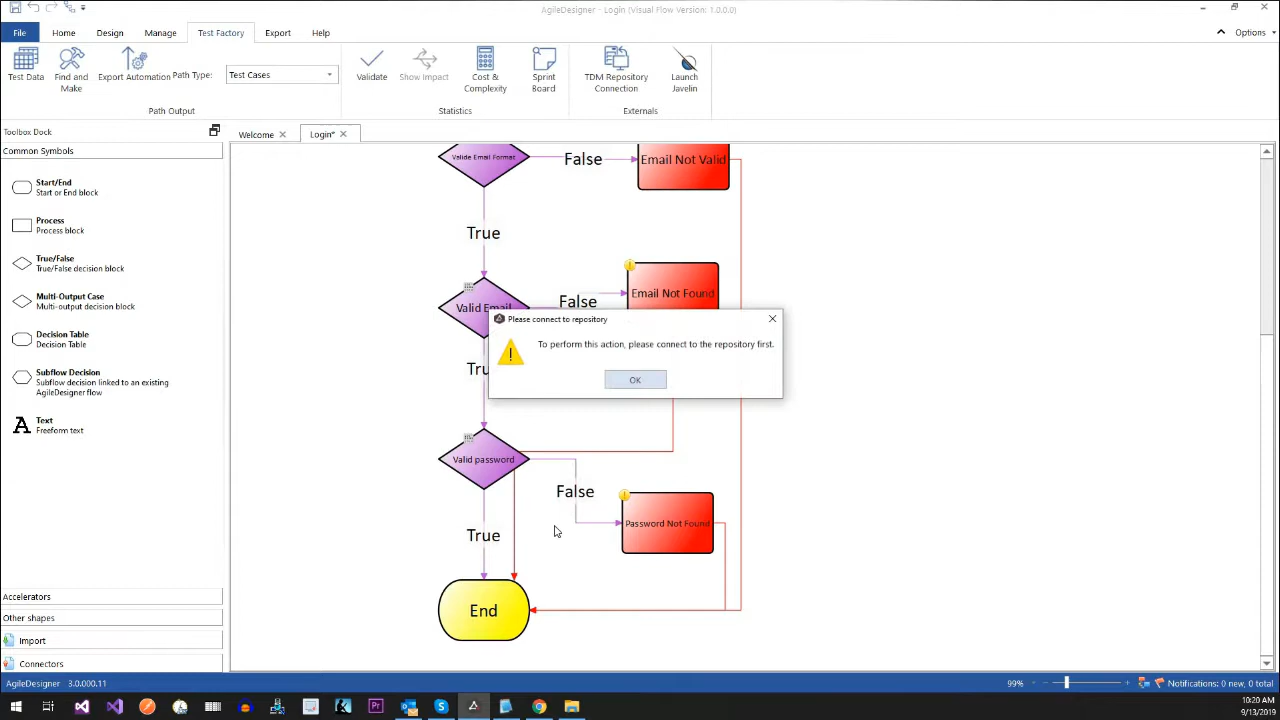 AgileDesigner - Login (Visual Flow Version: 1.0.0.0)
File Home Design Manage Test Factory Export Help
Options
Test Data
Find and Make
Export Automation
Path Type: Test Cases
Validate
Show Impact
Cost & Complexity
Sprint Board
TDM Repository Connection
Launch Javelin
Path Output
Statistics
Externals
Toolbox Dock
Welcome
Login*
Common Symbols
Start/End
Start or End block
Process
Process block
True/False
True/False decision block
Multi-Output Case
Multi-output decision block
Decision Table
Decision Table
Subflow Decision
Subflow decision linked to an existing
AgileDesigner flow
Text
Freeform text
Accelerators
Other shapes
Import
Connectors
Valide Email Format
False
Email Not Valid
True
Valid Email
False
Email Not Found
Please connect to repository
To perform this action, please connect to the repository first.
OK
Valid password
False
Password Not Found
True
End
AgileDesigner 3.0.000.11
99%
Notifications: 0 new, 0 total
10:20 AM
9/13/2019